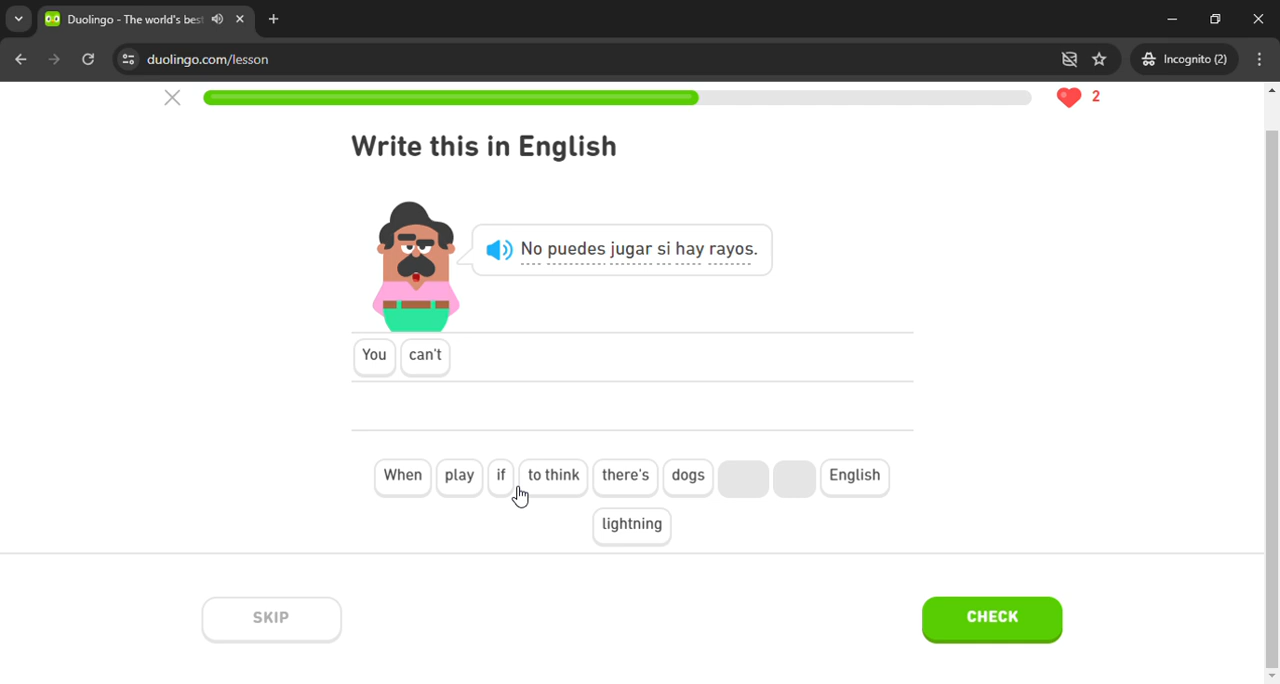 Duolingo - The world's best
duolingo.com/lesson
Incognito (2)
2
Write this in English
No puedes jugar si hay rayos.
You can't
When play if to think there's dogs English
lightning
SKIP
CHECK